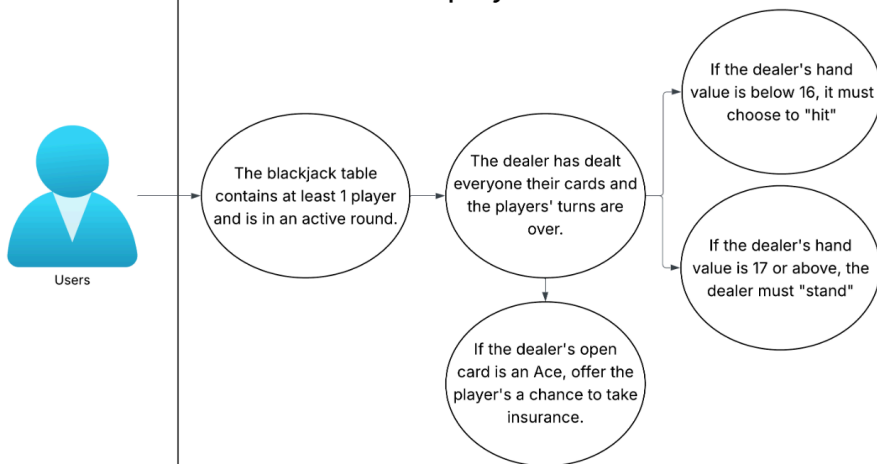 Users
The blackjack table
contains at least 1 player
and is in an active round.
The dealer has dealt
everyone their cards and
the players' turns are
over.
If the dealer's hand
value is below 16, it must
choose to "hit"
If the dealer's hand
value is 17 or above, the
dealer must "stand"
If the dealer's open
card is an Ace, offer the
player's a chance to take
insurance.